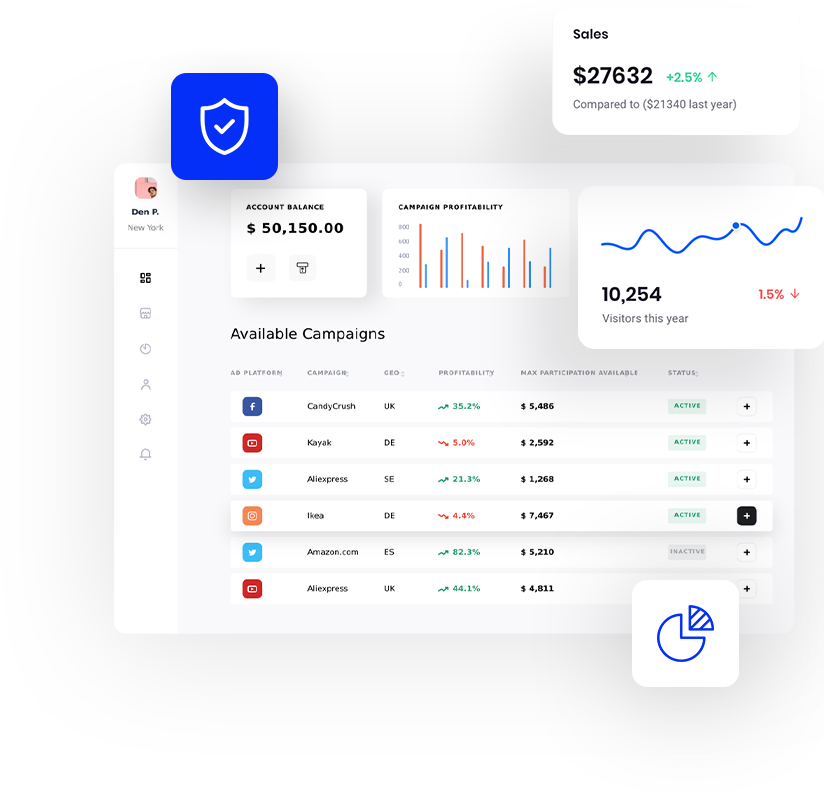 Sales
$27632 +2.5%
Compared to ($21340 last year)
Den P.
New York
ACCOUNT BALANCE
$ 50,150.00
CAMPAIGN PROFITABILITY
800
600
400
200
0
10,254 1.5%
Visitors this year
Available Campaigns
AD PLATFORM CAMPAIGN GEO PROFITABILITY MAX PARTICIPATION AVAILABLE STATUS
CandyCrush UK 35.2% $ 5,486 ACTIVE +
Kayak DE 5.0% $ 2,592 ACTIVE +
Aliexpress SE 21.3% $ 1,268 ACTIVE +
Ikea DE 4.4% $ 7,467 ACTIVE +
Amazon.com ES 82.3% $ 5,210 INACTIVE +
Aliexpress UK 44.1% $ 4,811 +